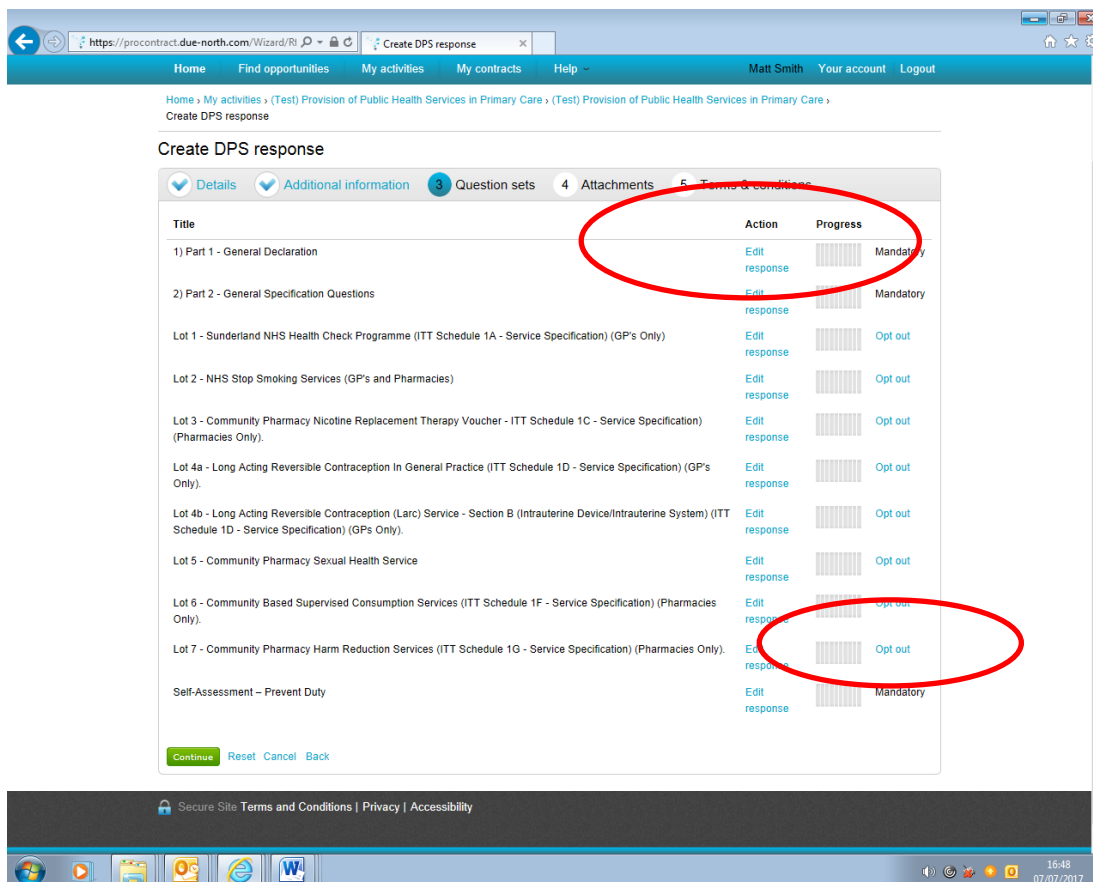 https://procontract.due-north.com/Wizard/RI
Create DPS response
Home Find opportunities My activities My contracts Help Matt Smith Your account Logout
Home › My activities › (Test) Provision of Public Health Services in Primary Care › (Test) Provision of Public Health Services in Primary Care ›
Create DPS response
Create DPS response
Details Additional information 3 Question sets 4 Attachments 5 Terms & conditions
Title Action Progress
1) Part 1 - General Declaration Edit Mandatory
response
2) Part 2 - General Specification Questions Edit Mandatory
response
Lot 1 - Sunderland NHS Health Check Programme (ITT Schedule 1A - Service Specification) (GP's Only) Edit Opt out
response
Lot 2 - NHS Stop Smoking Services (GP's and Pharmacies) Edit Opt out
response
Lot 3 - Community Pharmacy Nicotine Replacement Therapy Voucher - ITT Schedule 1C - Service Specification) Edit Opt out
(Pharmacies Only). response
Lot 4a - Long Acting Reversible Contraception In General Practice (ITT Schedule 1D - Service Specification) (GP's Edit Opt out
Only). response
Lot 4b - Long Acting Reversible Contraception (Larc) Service - Section B (Intrauterine Device/Intrauterine System) (ITT Edit Opt out
Schedule 1D - Service Specification) (GPs Only). response
Lot 5 - Community Pharmacy Sexual Health Service Edit Opt out
response
Lot 6 - Community Based Supervised Consumption Services (ITT Schedule 1F - Service Specification) (Pharmacies Edit Opt out
Only). response
Lot 7 - Community Pharmacy Harm Reduction Services (ITT Schedule 1G - Service Specification) (Pharmacies Only). Edit Opt out
response
Self-Assessment – Prevent Duty Edit Mandatory
response
Continue Reset Cancel Back
Secure Site Terms and Conditions | Privacy | Accessibility
16:48
07/07/2017